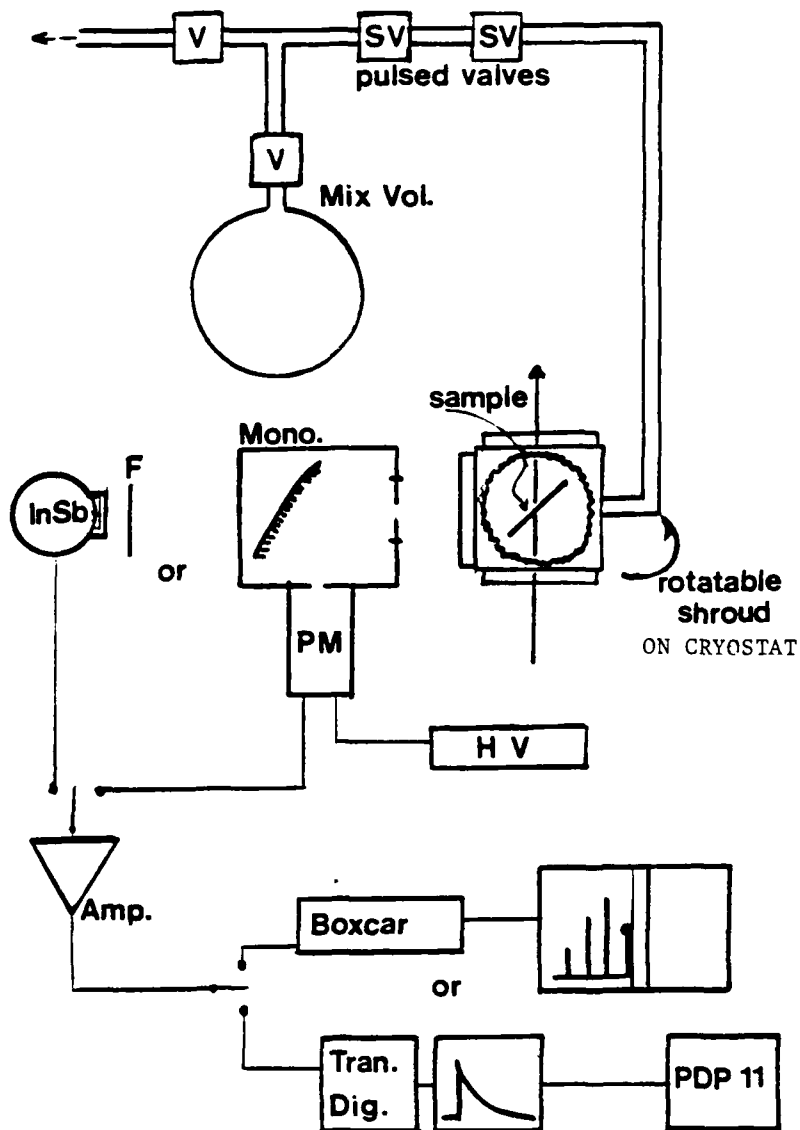 V
SV
SV
pulsed valves
V
Mix Vol.
sample
Mono.
F
InSb
or
rotatable
shroud
ON CRYOSTAT
PM
H V
Amp.
Boxcar
or
Tran.
Dig.
PDP 11